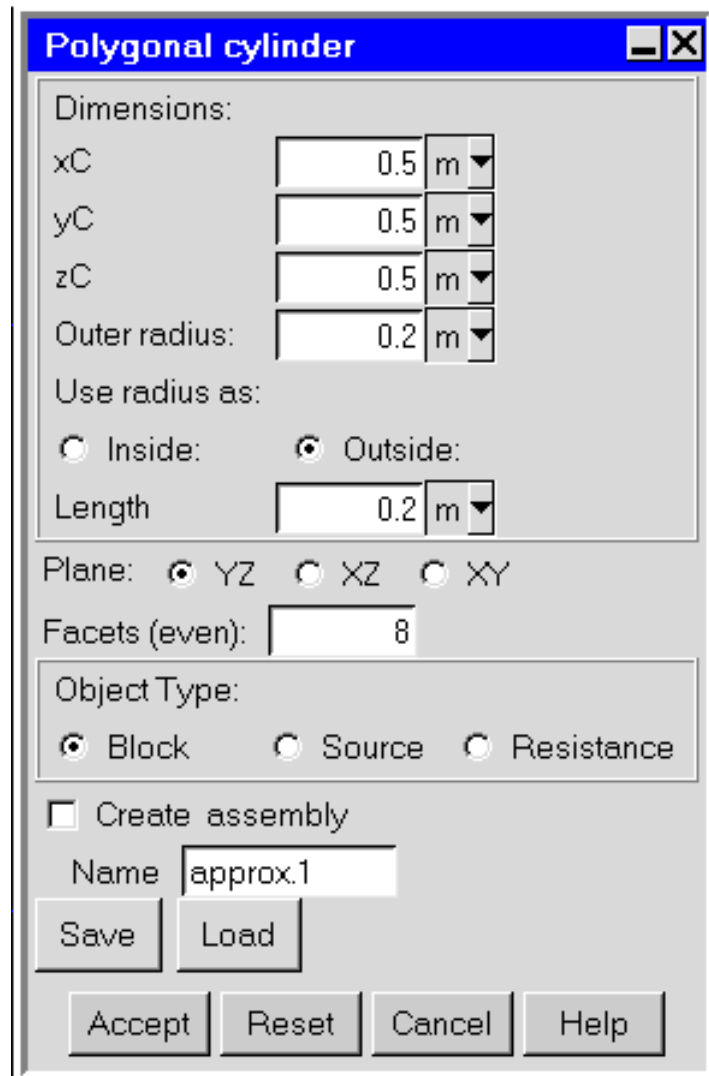 Polygonal cylinder
Dimensions:
xC 0.5 m
yC 0.5 m
zC 0.5 m
Outer radius: 0.2 m
Use radius as:
Inside: Outside:
Length 0.2 m
Plane: YZ XZ XY
Facets (even): 8
Object Type:
Block Source Resistance
Create assembly
Name approx.1
Save Load
Accept Reset Cancel Help